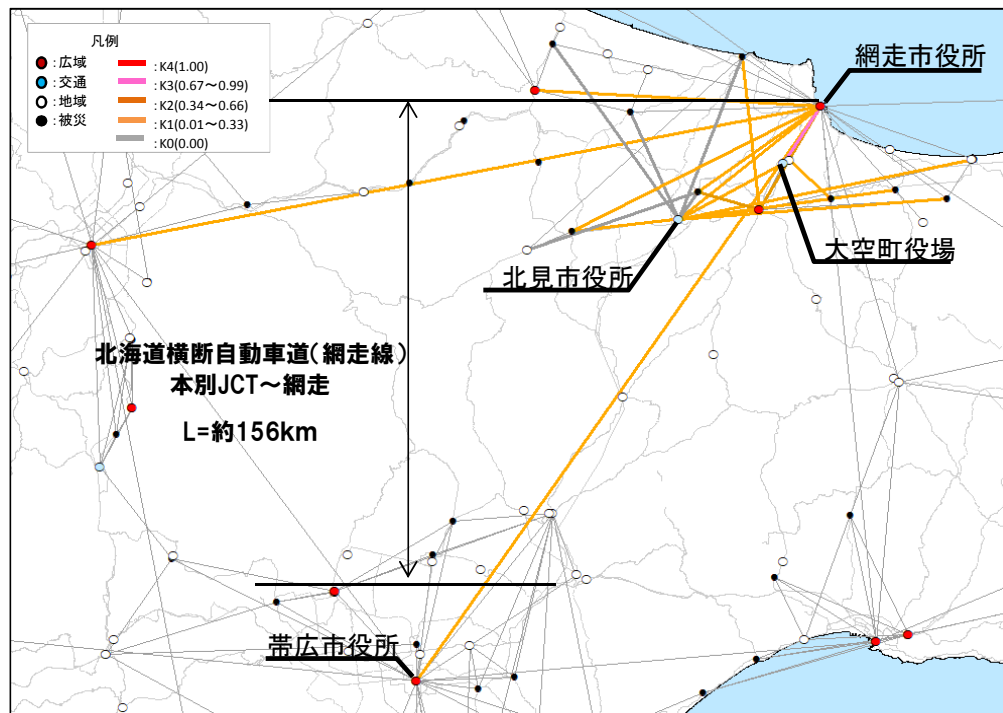 凡例
:広域
:交通
:地域
:被災
:K4(1.00)
:K3(0.67～0.99)
:K2(0.34～0.66)
:K1(0.01～0.33)
:K0(0.00)
網走市役所
大空町役場
北見市役所
北海道横断自動車道(網走線)
本別JCT～網走
L=約156km
帯広市役所